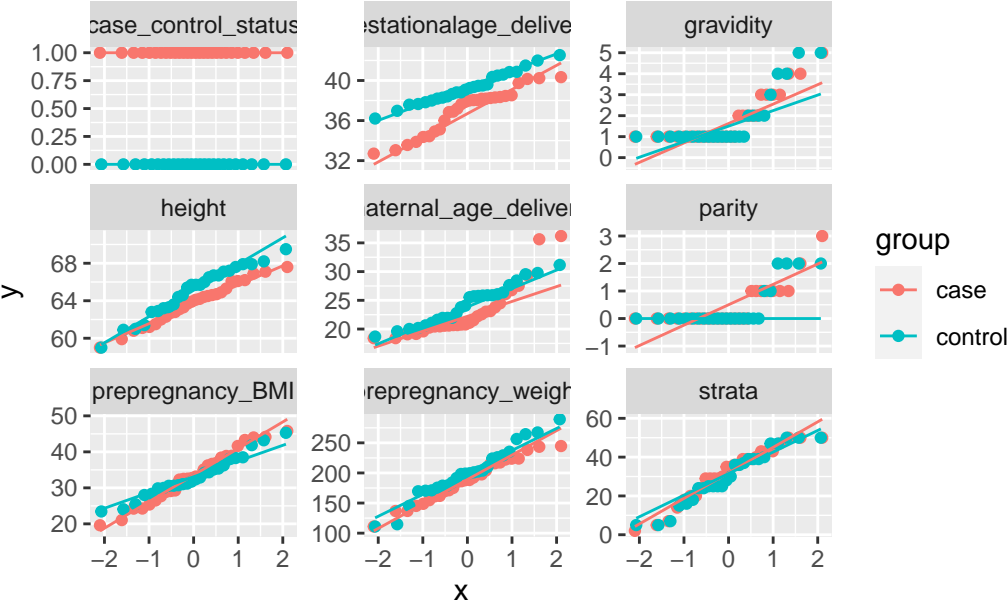 case_control_status
estationalage_delive
gravidity
1.00
0.75
0.50
0.25
0.00
40
36
32
5
4
3
2
1
0
height
aternal_age_deliver
parity
68
64
60
35
30
25
20
3
2
1
0
−1
prepregnancy_BMI
prepregnancy_weigh
strata
50
40
30
20
250
200
150
100
60
40
20
0
−2 −1 0 1 2
−2 −1 0 1 2
−2 −1 0 1 2
x
y
group
case
control